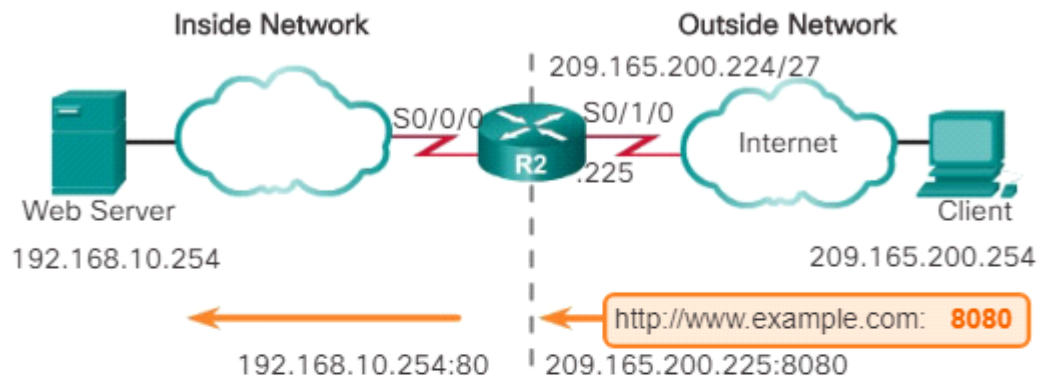 Inside Network
Outside Network
209.165.200.224/27
S0/0/0
S0/1/0
R2
.225
Internet
Web Server
Client
192.168.10.254
209.165.200.254
http://www.example.com: 8080
192.168.10.254:80
209.165.200.225:8080